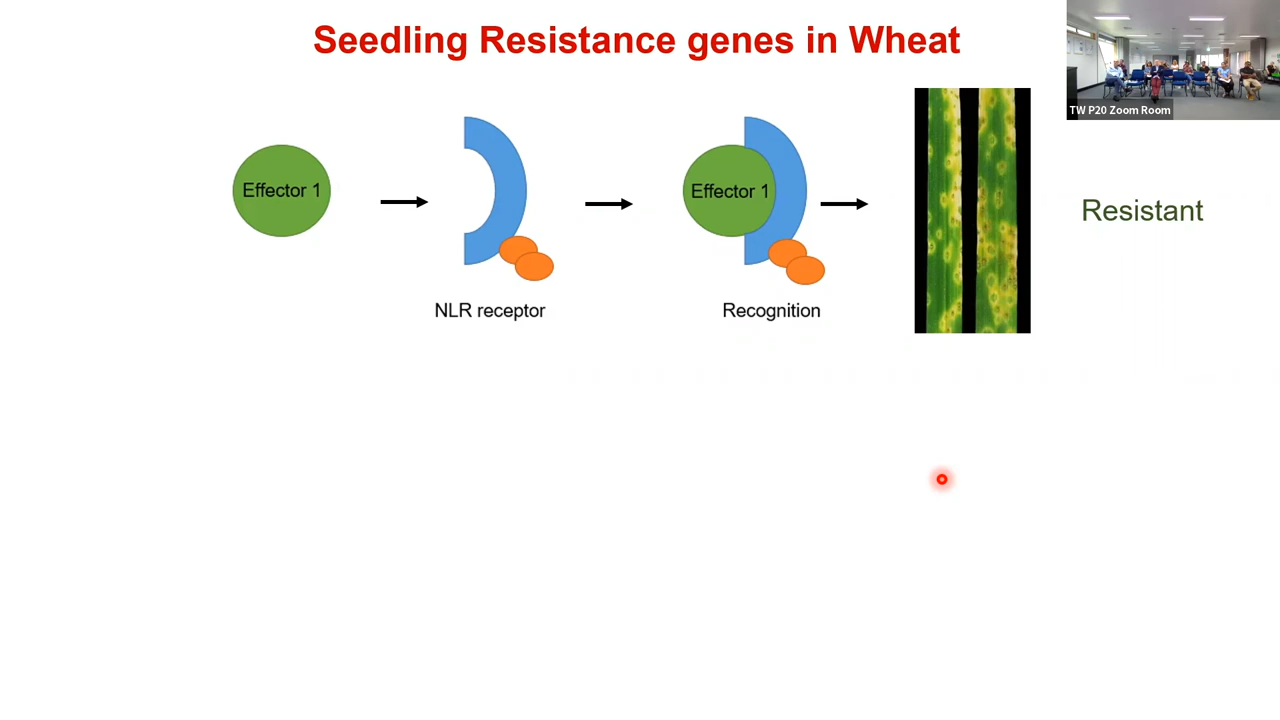 Seedling Resistance genes in Wheat
TW P20 Zoom Room
Effector 1
Effector 1
Resistant
NLR receptor
Recognition